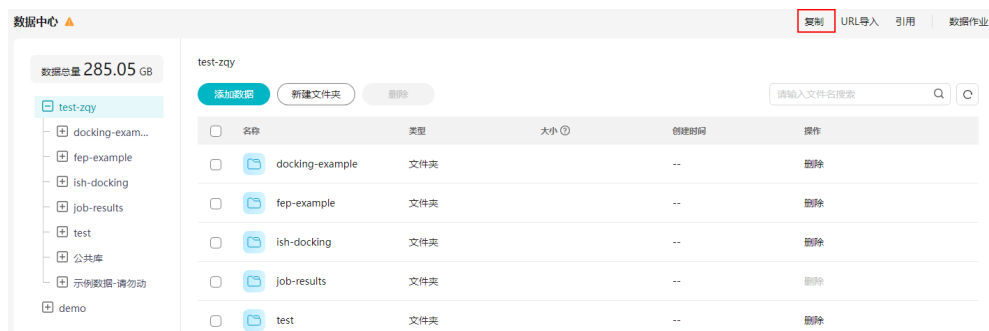 数据中心 复制 URL导入 引用 数据作业
数据总量 285.05 GB
test-zqy
docking-exam...
fep-example
ish-docking
job-results
test
公共库
示例数据-请勿动
demo
test-zqy
添加数据 新建文件夹 删除 请输入文件名搜索
名称 类型 大小 创建时间 操作
docking-example 文件夹 -- 删除
fep-example 文件夹 -- 删除
ish-docking 文件夹 -- 删除
job-results 文件夹 -- 删除
test 文件夹 -- 删除